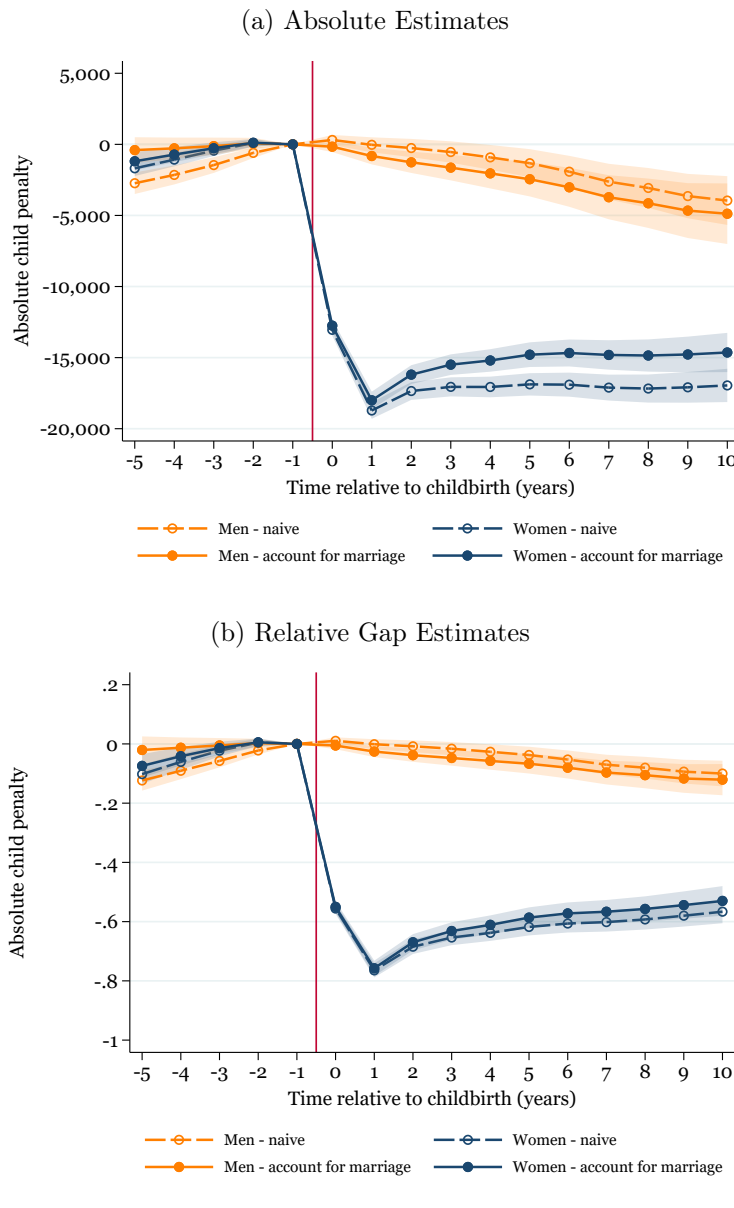 (a) Absolute Estimates
Absolute child penalty
5,000
0
-5,000
-10,000
-15,000
-20,000
-5 -4 -3 -2 -1 0 1 2 3 4 5 6 7 8 9 10
Time relative to childbirth (years)
Men - naive Women - naive
Men - account for marriage Women - account for marriage
(b) Relative Gap Estimates
Absolute child penalty
.2
0
-.2
-.4
-.6
-.8
-1
-5 -4 -3 -2 -1 0 1 2 3 4 5 6 7 8 9 10
Time relative to childbirth (years)
Men - naive Women - naive
Men - account for marriage Women - account for marriage